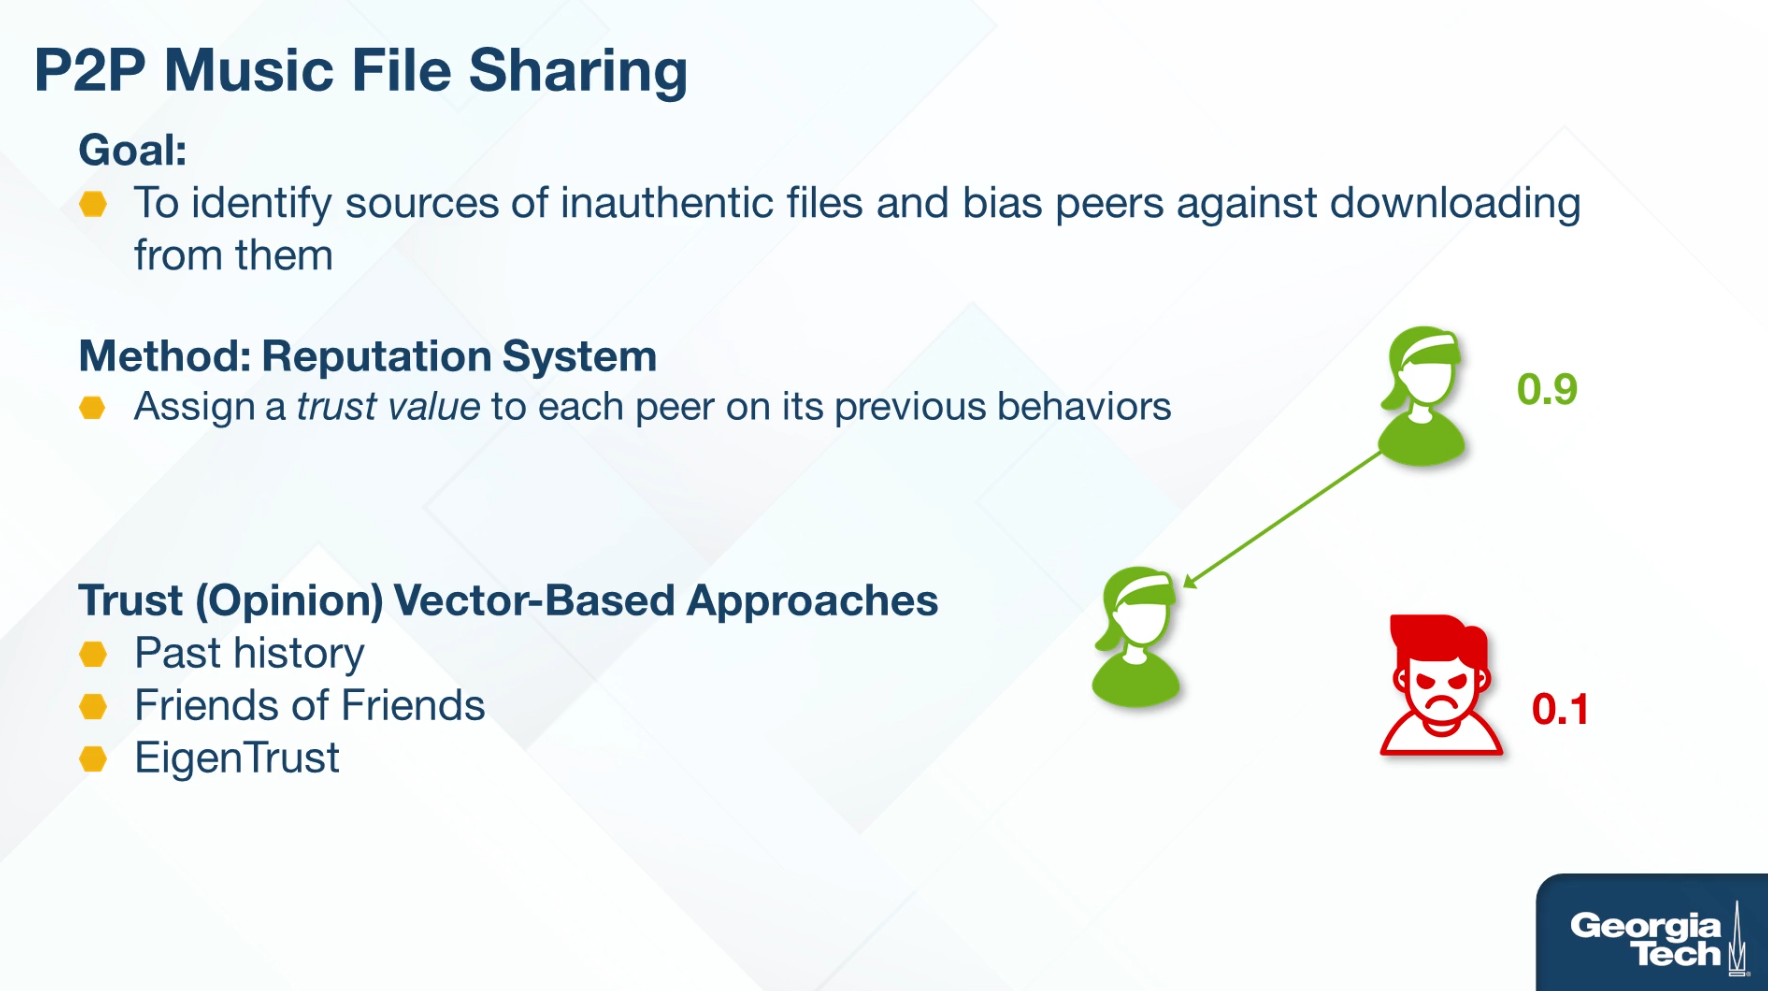 P2P Music File Sharing
Goal:
To identify sources of inauthentic files and bias peers against downloading
from them
Method: Reputation System
Assign a trust value to each peer on its previous behaviors
0.9
Trust (Opinion) Vector-Based Approaches
Past history
Friends of Friends
EigenTrust
0.1
Georgia
Tech